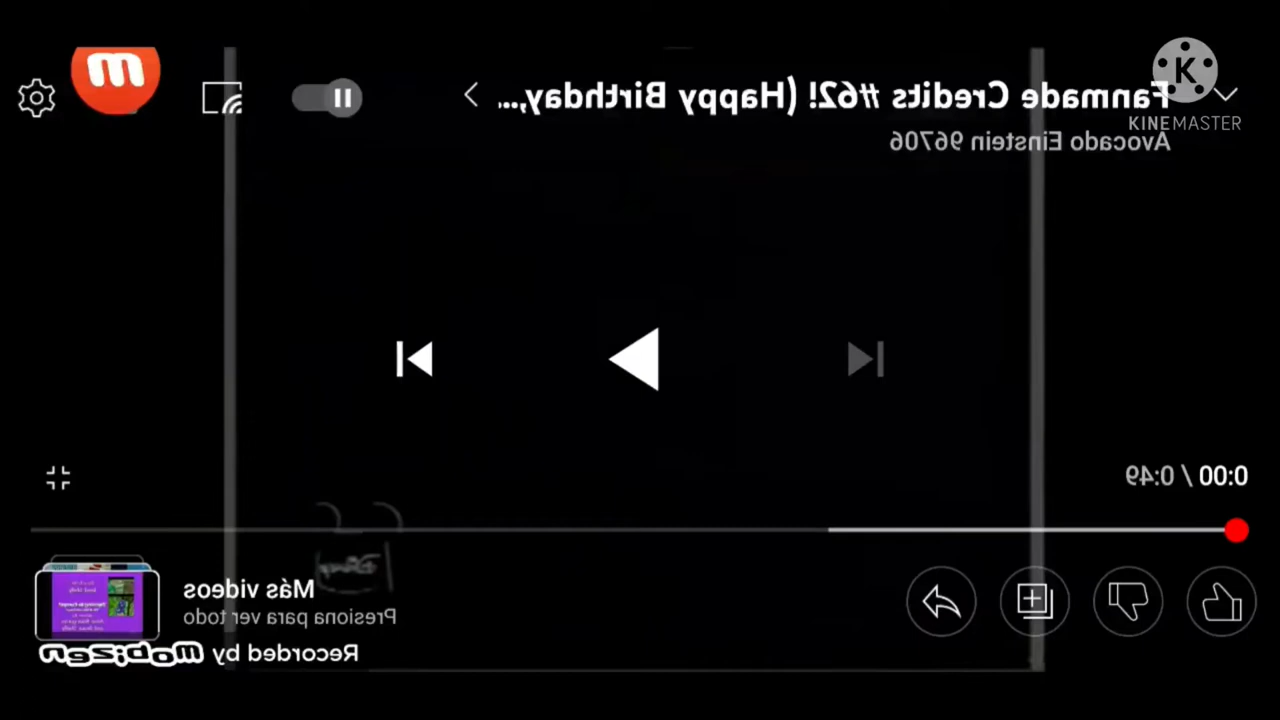 Fanmade Credits #62! (Happy Birthday,...
Avocado Einstein 96706
K
KINEMASTER
m
0:00 / 0:49
Más videos
Presiona para ver todo
Recorded by mobizen